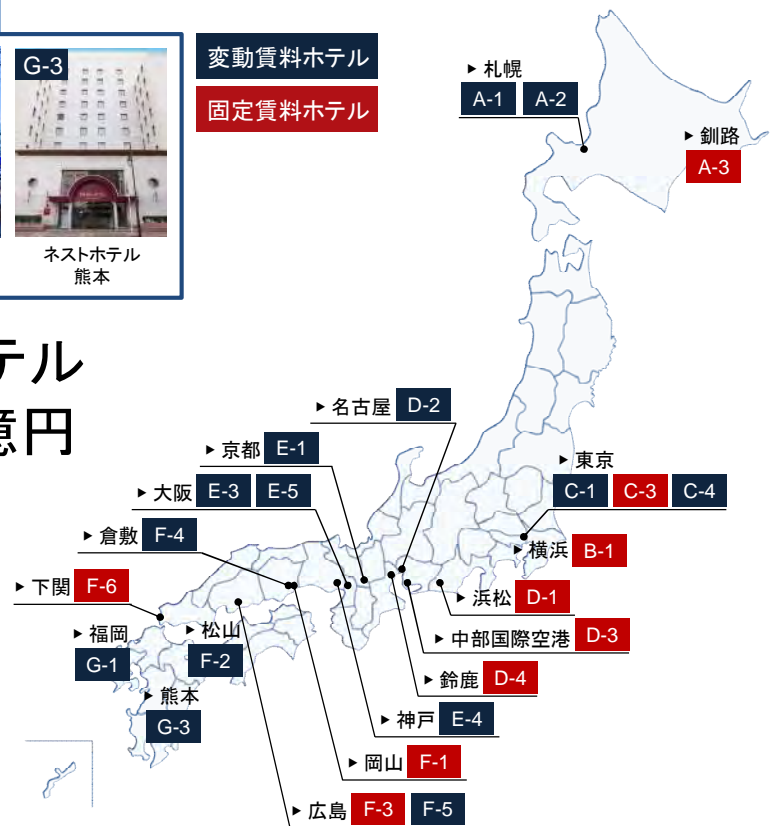 G-3
ネストホテル
熊本
変動賃料ホテル
固定賃料ホテル
テル
億円
▶ 札幌
A-1 A-2
▶ 釧路
A-3
▶ 名古屋 D-2
▶ 京都 E-1
▶ 大阪 E-3 E-5
▶ 倉敷 F-4
▶ 東京
C-1 C-3 C-4
▶ 横浜 B-1
▶ 下関 F-6
▶ 浜松 D-1
▶ 福岡
G-1
▶ 松山
F-2
▶ 中部国際空港 D-3
▶ 鈴鹿 D-4
▶ 熊本
G-3
▶ 神戸 E-4
▶ 岡山 F-1
▶ 広島 F-3 F-5